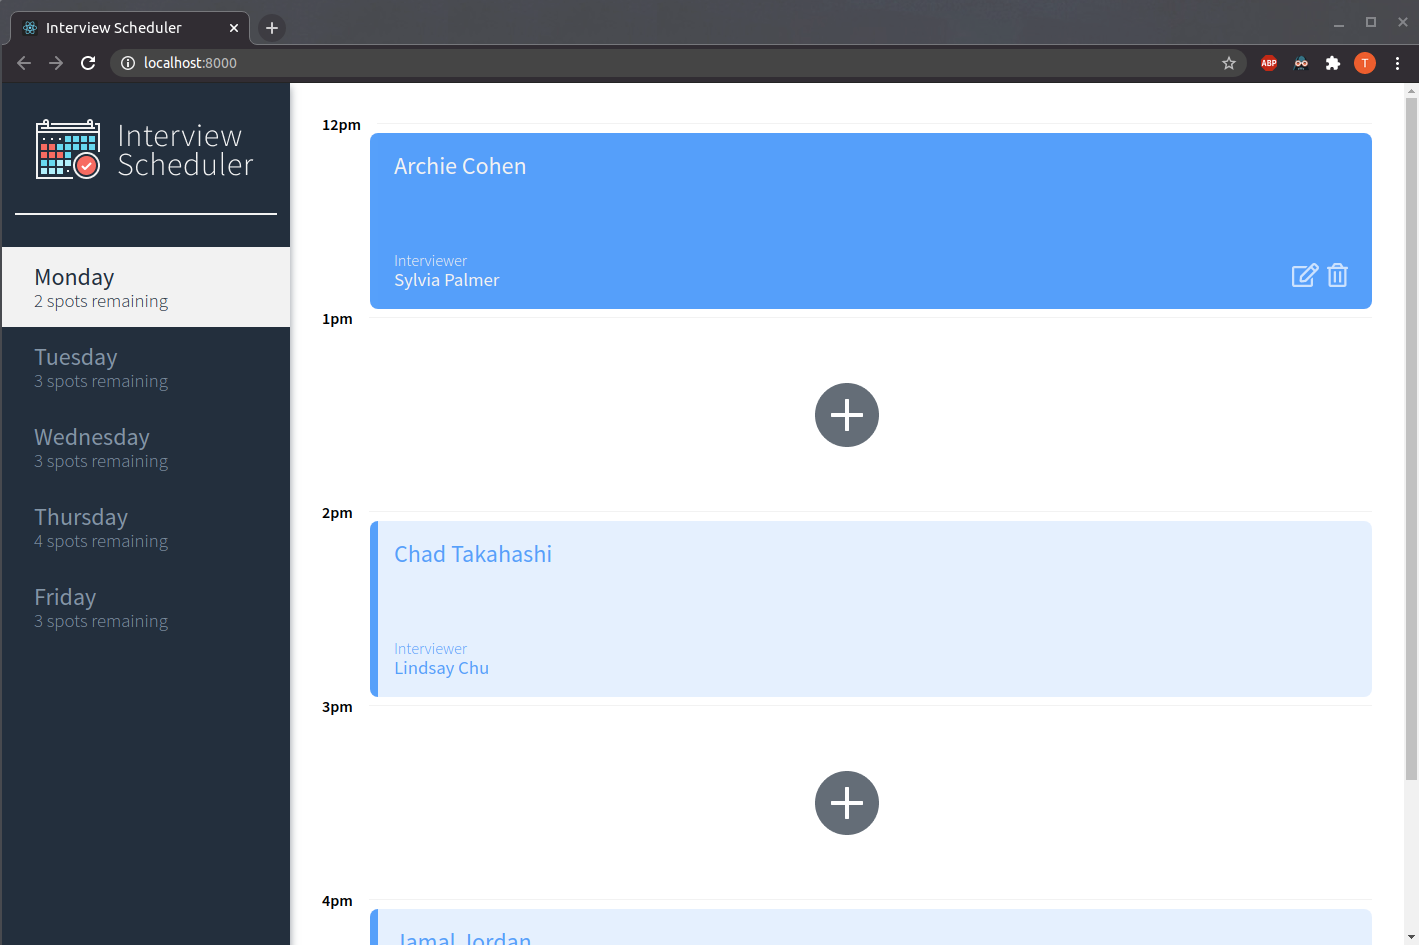 Interview Scheduler
localhost:8000
ABP
T
Interview
Scheduler
Monday
2 spots remaining
Tuesday
3 spots remaining
Wednesday
3 spots remaining
Thursday
4 spots remaining
Friday
3 spots remaining
12pm
Archie Cohen
Interviewer
Sylvia Palmer
1pm
2pm
Chad Takahashi
Interviewer
Lindsay Chu
3pm
4pm
Jamal Jordan